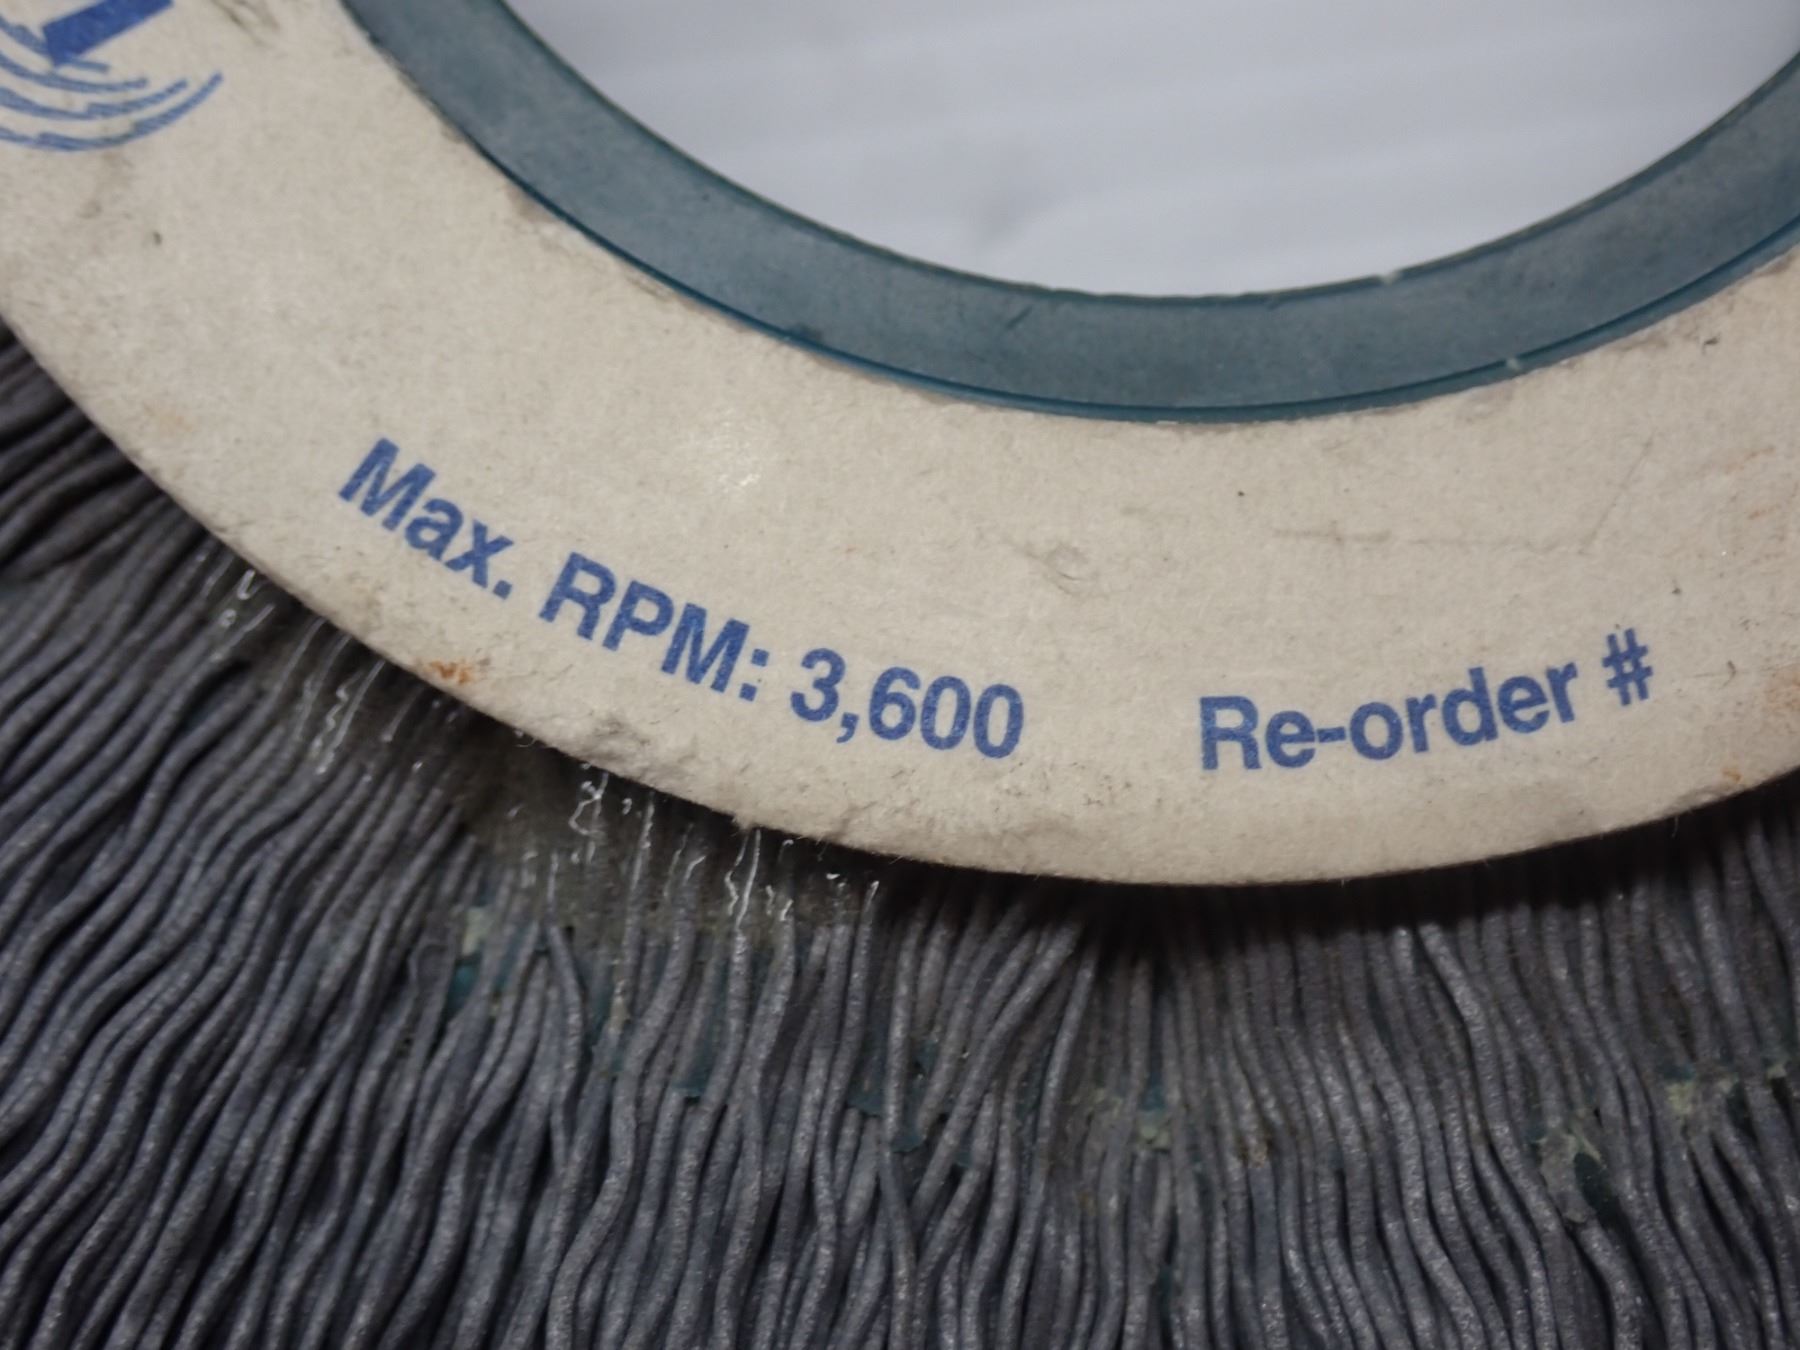 Max. RPM: 3,600
Re-order #